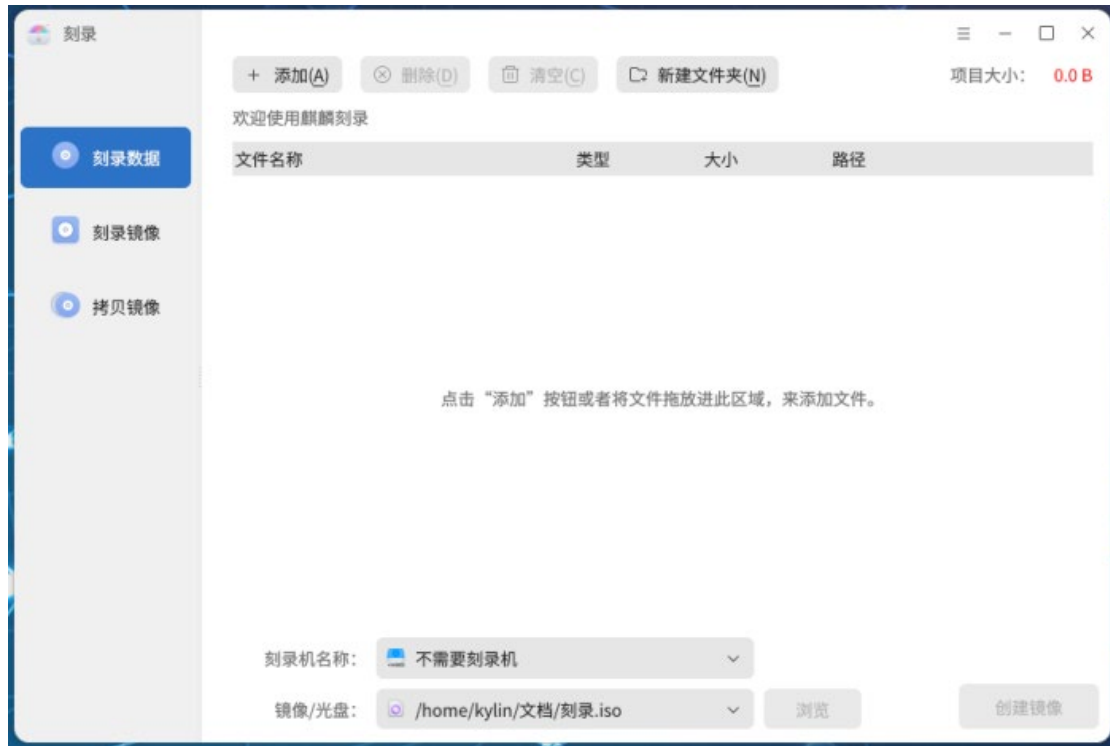 刻录
+ 添加(A) 删除(D) 清空(C) 新建文件夹(N) 项目大小: 0.0 B
欢迎使用麒麟刻录
文件名称 类型 大小 路径
刻录数据
刻录镜像
拷贝镜像
点击“添加”按钮或者将文件拖放进此区域，来添加文件。
刻录机名称: 不需要刻录机
镜像/光盘: /home/kylin/文档/刻录.iso 浏览 创建镜像